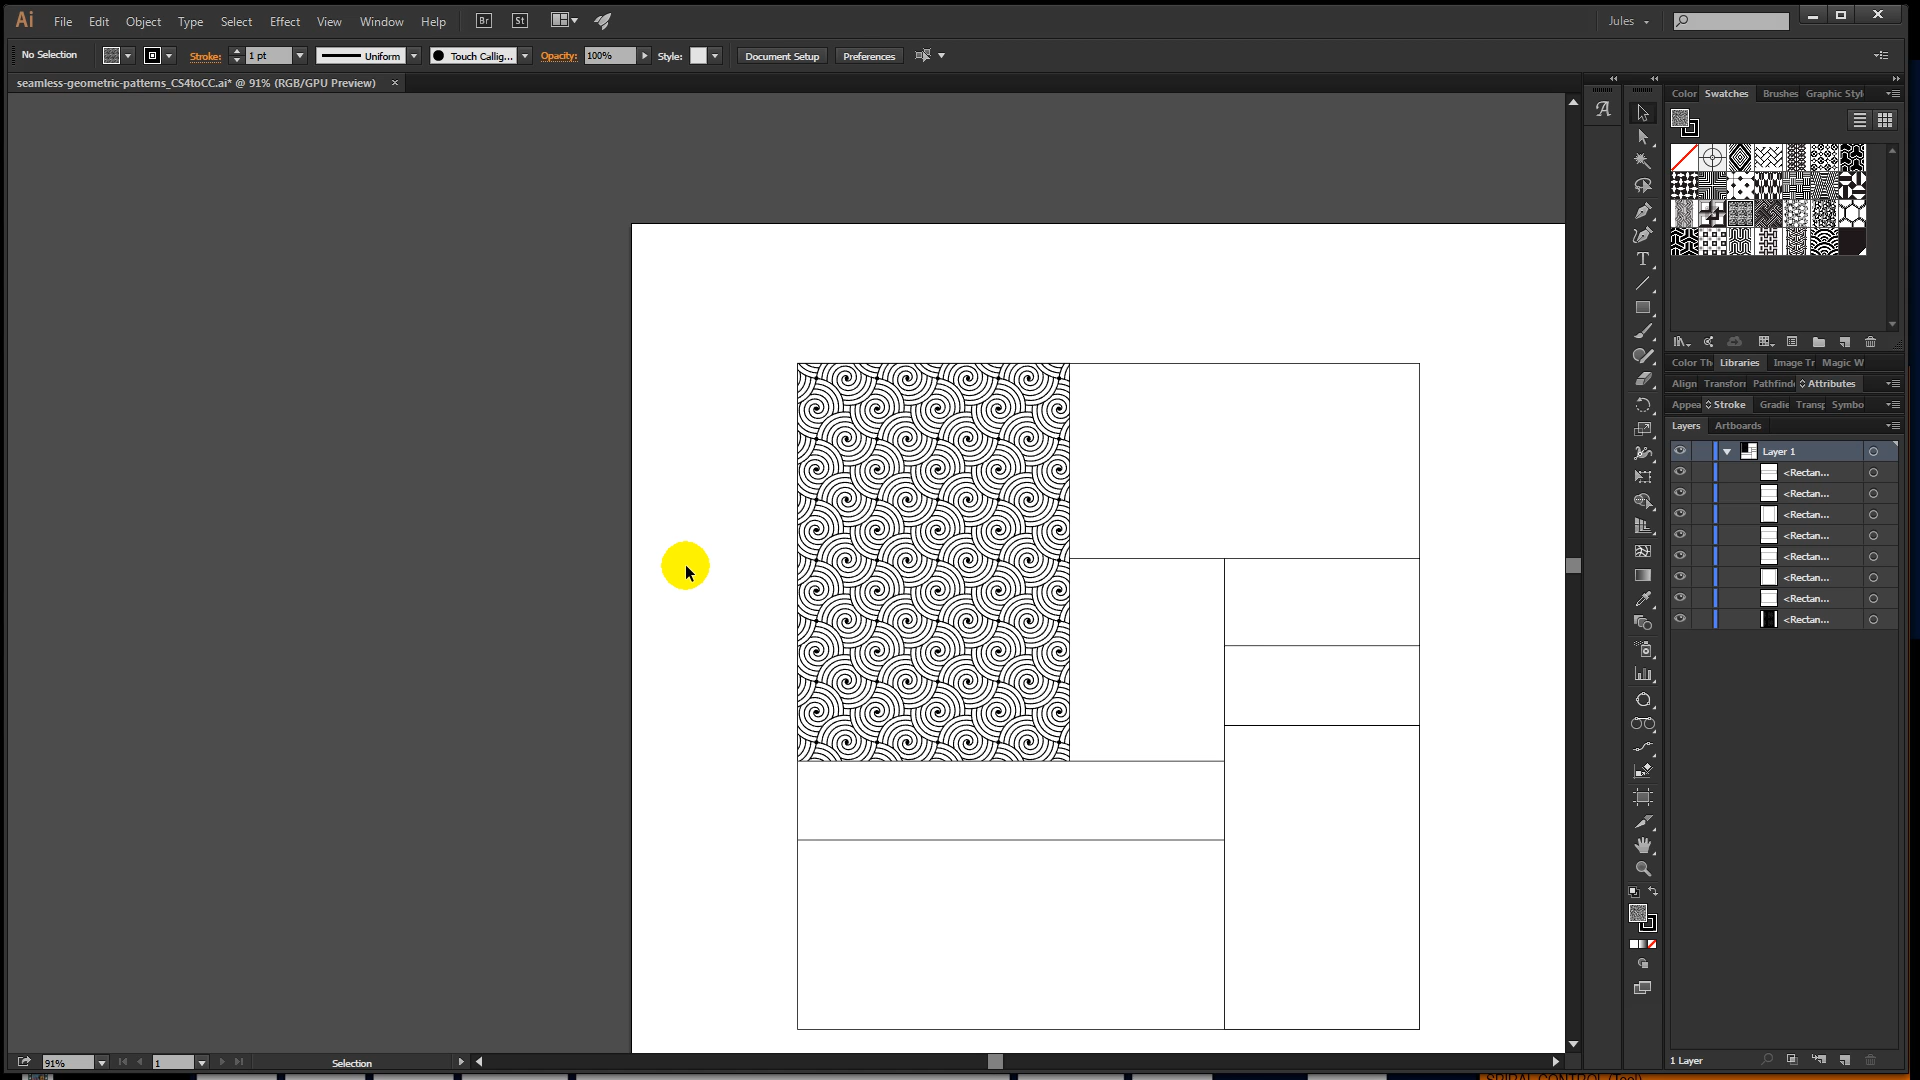 Ai File Edit Object Type Select Effect View Window Help Br St Jules
No Selection Stroke: 1 pt Uniform Touch Callig... Opacity: 100% Style: Document Setup Preferences
seamless-geometric-patterns_CS4toCC.ai* @ 91% (RGB/GPU Preview) ×
Color Swatches Brushes Graphic Styl
Color Th Libraries Image Tr Magic W
Align Transforn Pathfinde Attributes
Appea Stroke Gradie Transp Symbo
Layers Artboards
Layer 1
<Rectan...
<Rectan...
<Rectan...
<Rectan...
<Rectan...
<Rectan...
<Rectan...
<Rectan...
1 Layer
91% 1 Selection